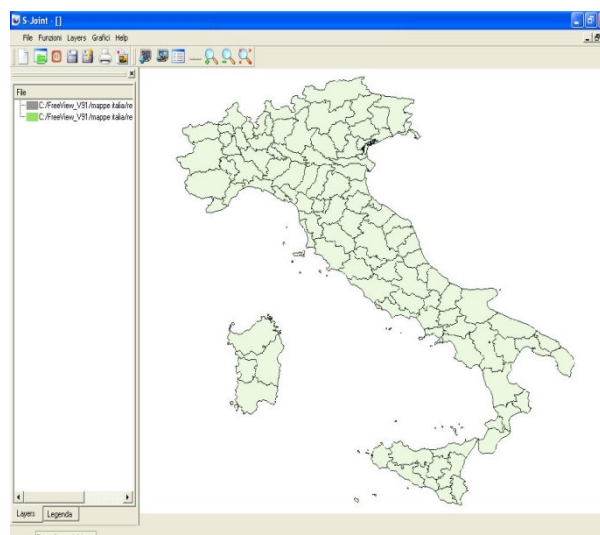 S-Joint - []
File Funzioni Layers Grafici Help
File
C:/FreeView_V91/mappe italia/re
C:/FreeView_V91/mappe italia/re
Layers Legenda